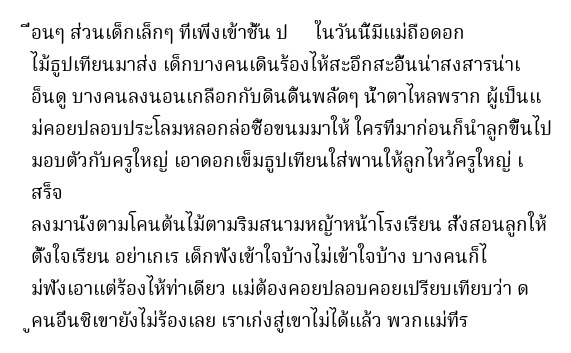 ื่อนๆ ส่วนเด็กเล็กๆ ที่เพิ่งเข้าชั้น ป     ในวันนี้มีแม่ถือดอก
ไม้ธูปเทียนมาส่ง เด็กบางคนเดินร้องไห้สะอึกสะอื้นน่าสงสารน่าเ
อ็นดู บางคนลงนอนเกลือกกับดินดิ้นพลัดๆ น้ำตาไหลพราก ผู้เป็นแ
ม่คอยปลอบประโลมหลอกล่อซื้อขนมมาให้ ใครที่มาก่อนก็นำลูกขึ้นไป
มอบตัวกับครูใหญ่ เอาดอกเข็มธูปเทียนใส่พานให้ลูกไหว้ครูใหญ่ เ
สร็จ
ลงมานั่งตามโคนต้นไม้ตามริมสนามหญ้าหน้าโรงเรียน สั่งสอนลูกให้
ตั้งใจเรียน อย่าเกเร เด็กฟังเข้าใจบ้างไม่เข้าใจบ้าง บางคนก็ไ
ม่ฟังเอาแต่ร้องไห้ท่าเดียว แม่ต้องคอยปลอบคอยเปรียบเทียบว่า ด
ูคนอื่นซิเขายังไม่ร้องเลย เราเก่งสู้เขาไม่ได้แล้ว พวกแม่ที่ร